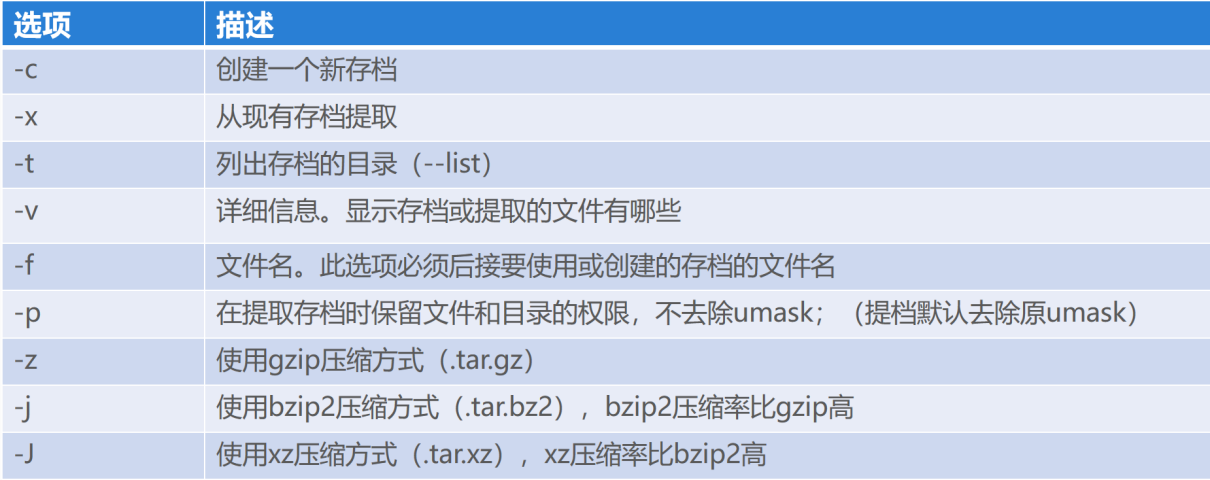 选项 描述
-c 创建一个新存档
-x 从现有存档提取
-t 列出存档的目录（--list）
-v 详细信息。显示存档或提取的文件有哪些
-f 文件名。此选项必须后接要使用或创建的存档的文件名
-p 在提取存档时保留文件和目录的权限，不去除umask；（提档默认去除原umask）
-z 使用gzip压缩方式（.tar.gz）
-j 使用bzip2压缩方式（.tar.bz2），bzip2压缩率比gzip高
-J 使用xz压缩方式（.tar.xz），xz压缩率比bzip2高